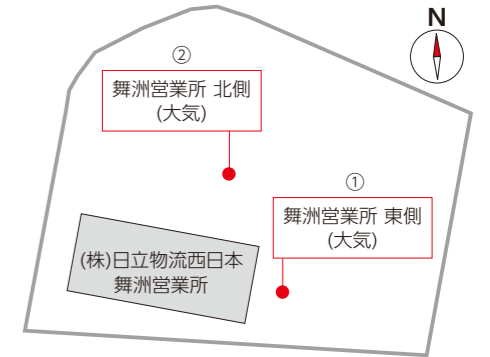 N
②
舞洲営業所 北側
(大気)
①
舞洲営業所 東側
(大気)
(株)日立物流西日本
舞洲営業所